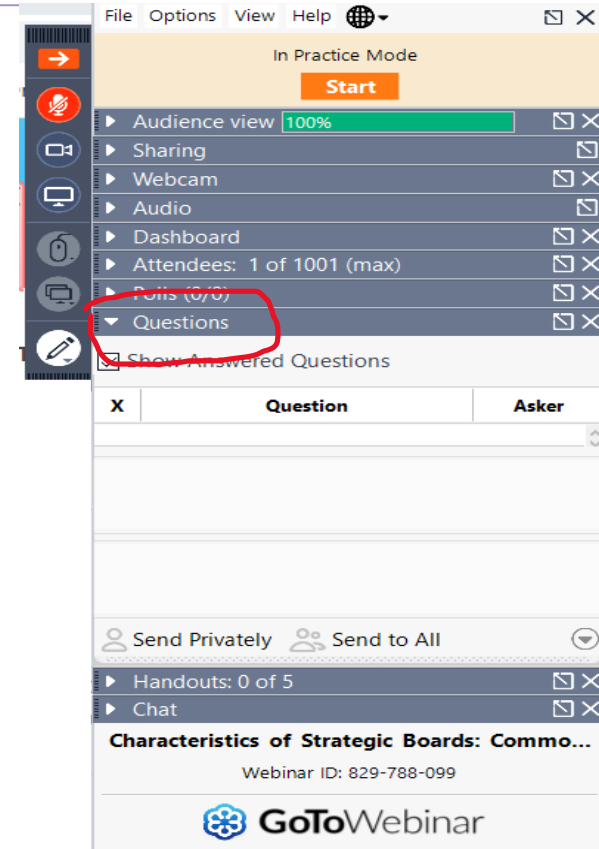 File Options View Help
In Practice Mode
Start
Audience view 100%
Sharing
Webcam
Audio
Dashboard
Attendees: 1 of 1001 (max)
Polls (0/0)
Questions
Show Answered Questions
X Question Asker
Send Privately Send to All
Handouts: 0 of 5
Chat
Characteristics of Strategic Boards: Commo...
Webinar ID: 829-788-099
GoToWebinar